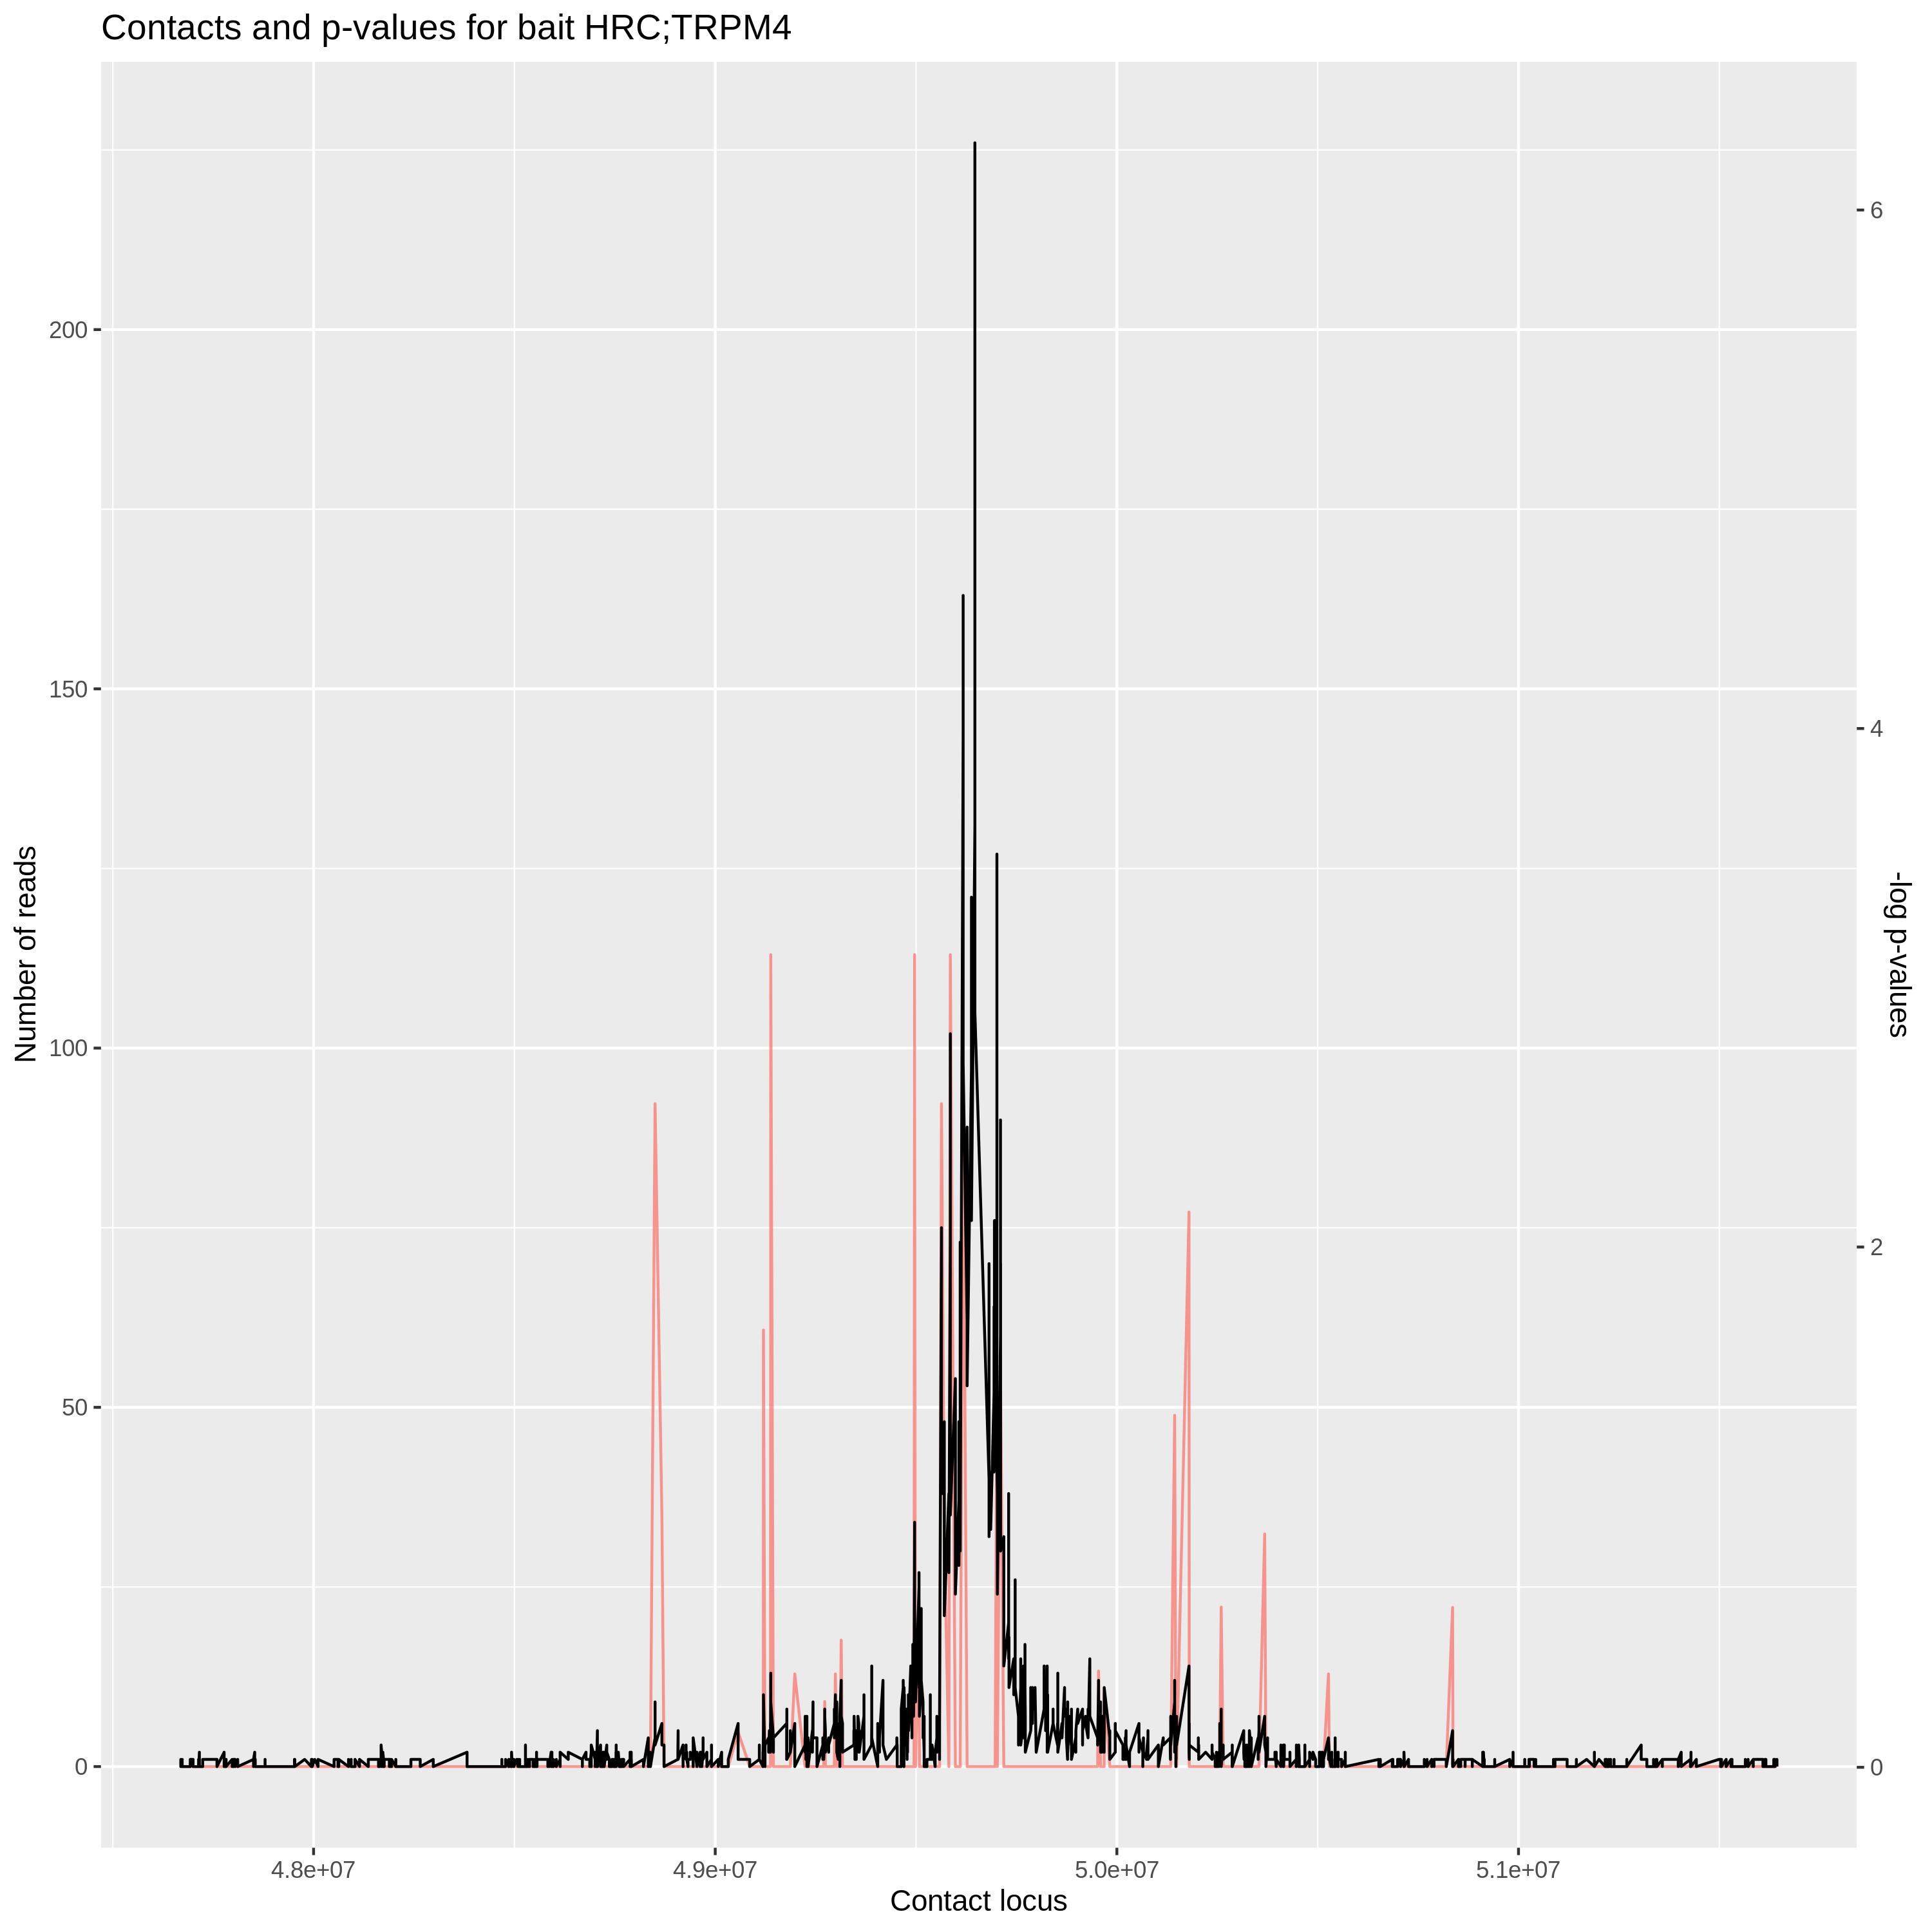 Contacts and p-values for bait HRC;TRPM4
Number of reads
200
150
100
50
0
6
4
2
0
-log p-values
4.8e+07
4.9e+07
5.0e+07
5.1e+07
Contact locus